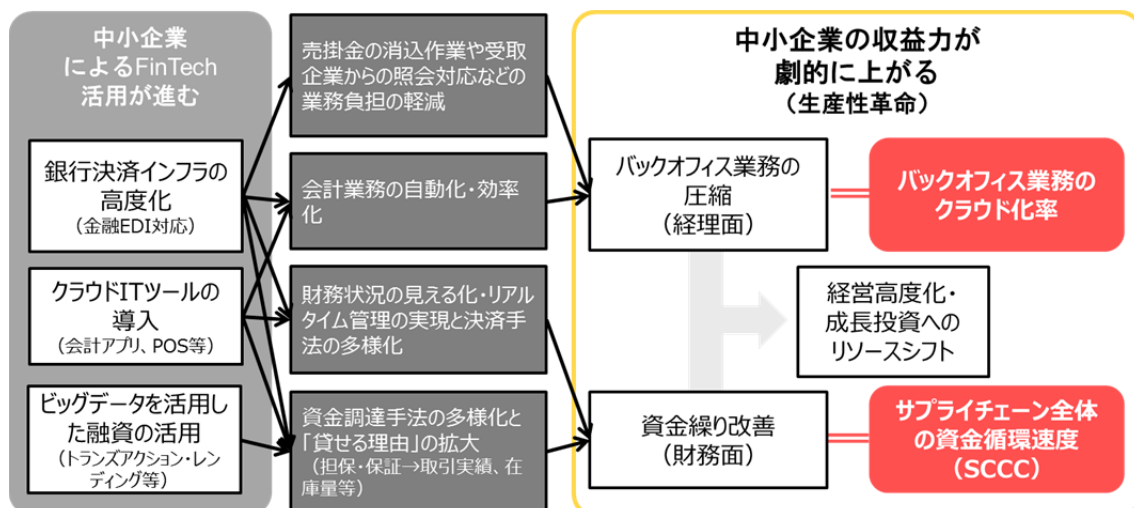 中小企業
によるFinTech
活用が進む
銀行決済インフラの
高度化
(金融EDI対応)
クラウドITツールの
導入
(会計アプリ、POS等)
ビッグデータを活用し
た融資の活用
(トランズアクション・レン
ディング等)
売掛金の消込作業や受取
企業からの照会対応などの
業務負担の軽減
会計業務の自動化・効率
化
財務状況の見える化・リアル
タイム管理の実現と決済手
法の多様化
資金調達手法の多様化と
「貸せる理由」の拡大
(担保・保証→取引実績、在
庫量等)
中小企業の収益力が
劇的に上がる
(生産性革命)
バックオフィス業務の
圧縮
(経理面)
バックオフィス業務の
クラウド化率
経営高度化・
成長投資への
リソースシフト
資金繰り改善
(財務面)
サプライチェーン全体
の資金循環速度
(SCCC)